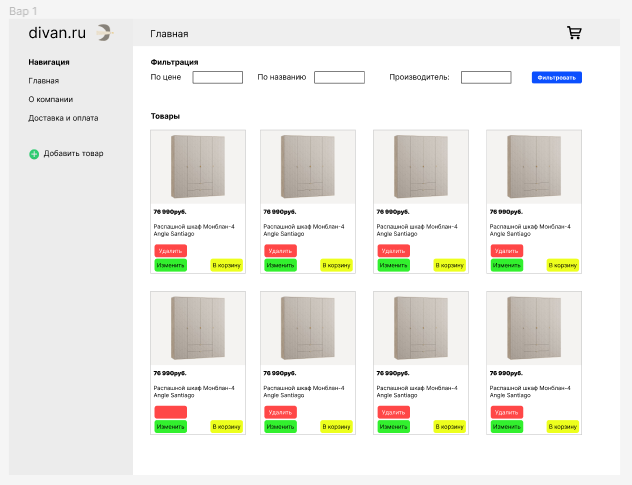 Вар 1
divan.ru
Главная
Навигация
Главная
О компании
Доставка и оплата
Добавить товар
Фильтрация
По цене
По названию
Производитель:
Фильтровать
Товары
76 990руб.
Распашной шкаф Монблан-4
Angle Santiago
Удалить
Изменить
В корзину
76 990руб.
Распашной шкаф Монблан-4
Angle Santiago
Удалить
Изменить
В корзину
76 990руб.
Распашной шкаф Монблан-4
Angle Santiago
Удалить
Изменить
В корзину
76 990руб.
Распашной шкаф Монблан-4
Angle Santiago
Удалить
Изменить
В корзину
76 990руб.
Распашной шкаф Монблан-4
Angle Santiago
Изменить
В корзину
76 990руб.
Распашной шкаф Монблан-4
Angle Santiago
Удалить
Изменить
В корзину
76 990руб.
Распашной шкаф Монблан-4
Angle Santiago
Удалить
Изменить
В корзину
76 990руб.
Распашной шкаф Монблан-4
Angle Santiago
Удалить
Изменить
В корзину